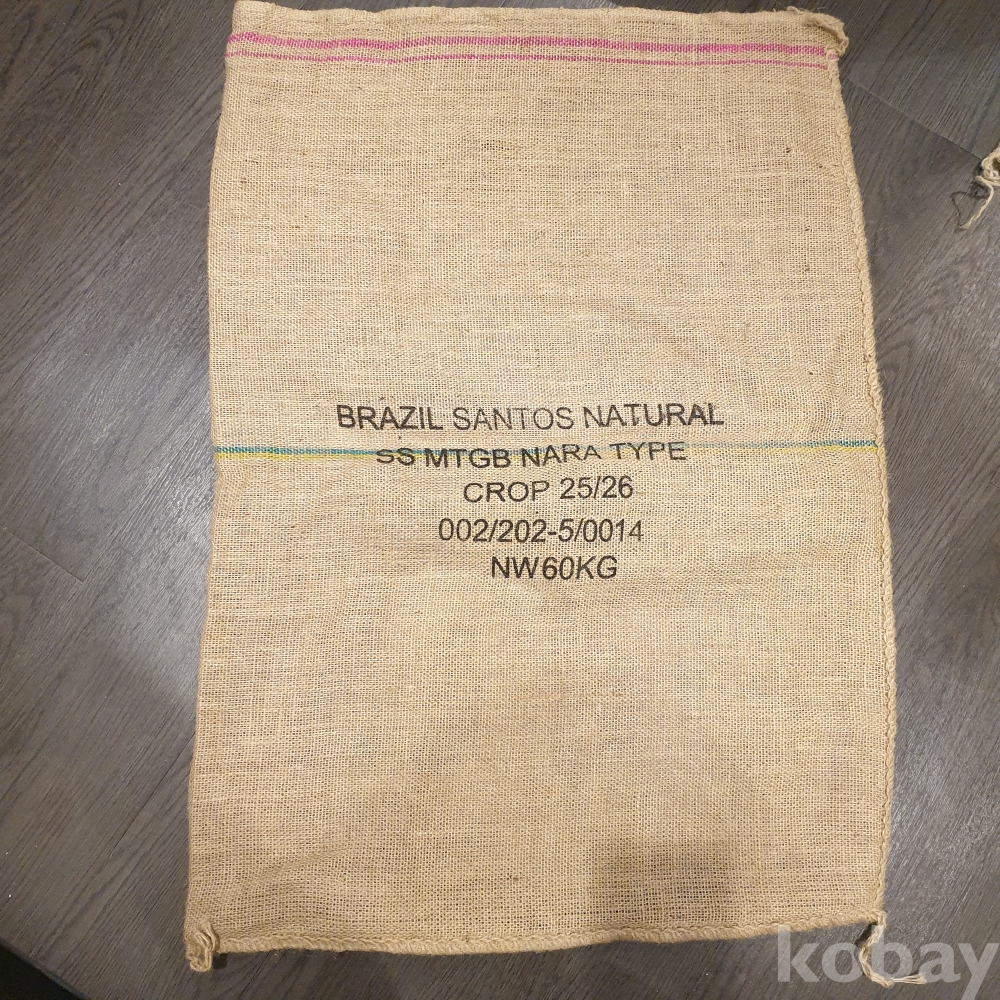 BRAZIL SANTOS NATURAL
SS MTGB NARA TYPE
CROP 25/26
002/202-5/0014
NW60KG
kobay